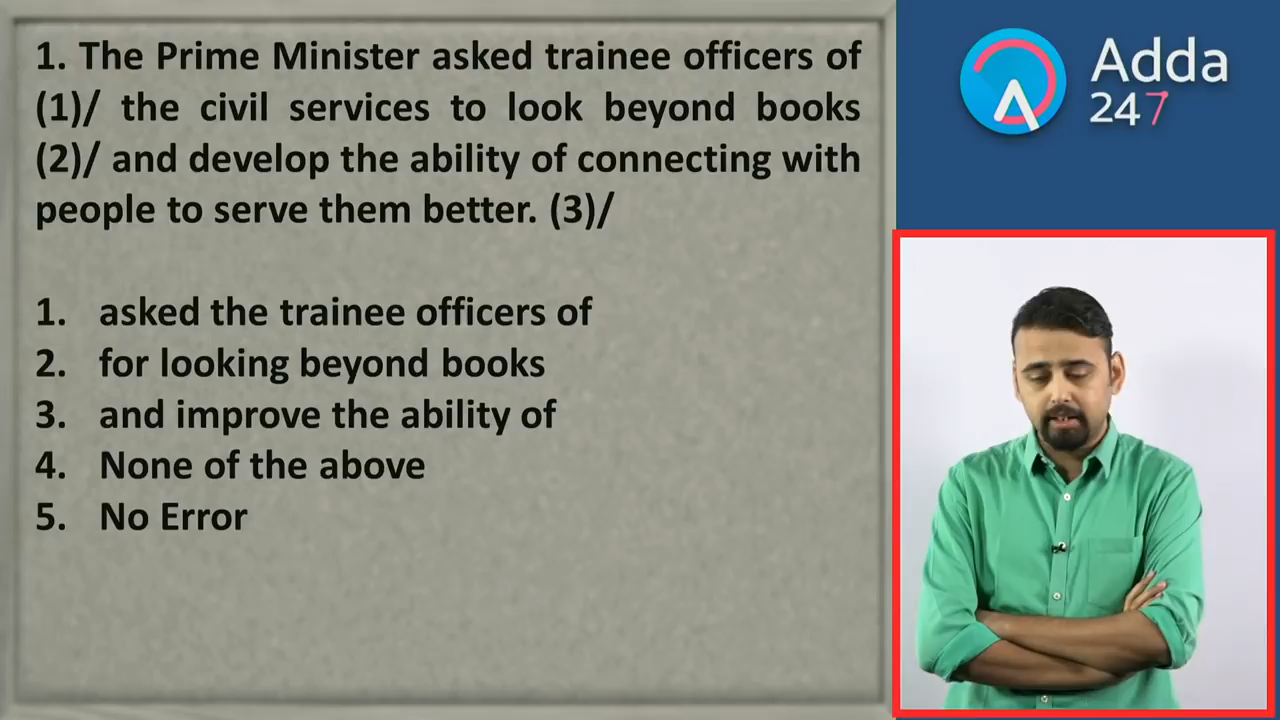 1. The Prime Minister asked trainee officers of
(1)/ the civil services to look beyond books
(2)/ and develop the ability of connecting with
people to serve them better. (3)/
1. asked the trainee officers of
2. for looking beyond books
3. and improve the ability of
4. None of the above
5. No Error
Adda
247